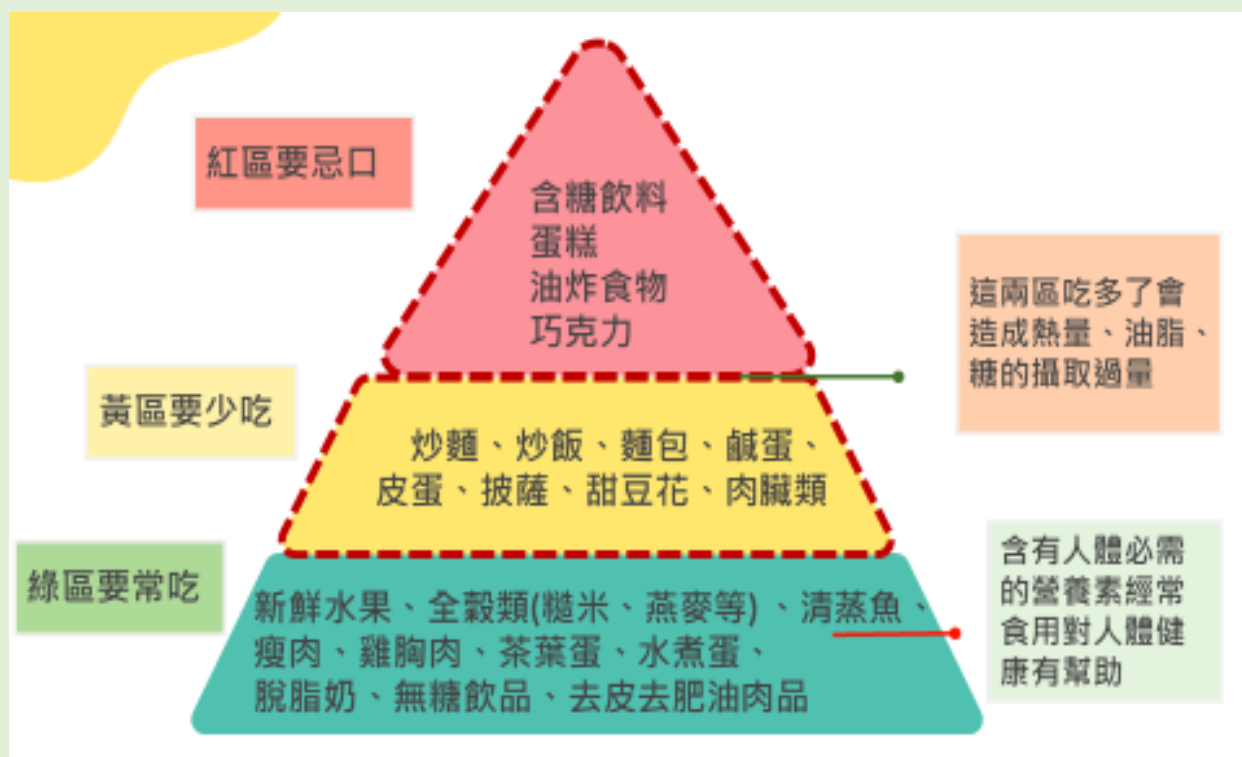 紅區要忌口
含糖飲料
蛋糕
油炸食物
巧克力
這兩區吃多了會
造成熱量、油脂、
糖的攝取過量
黃區要少吃
炒麵、炒飯、麵包、鹹蛋、
皮蛋、披薩、甜豆花、肉臟類
綠區要常吃
新鮮水果、全穀類(糙米、燕麥等) 、清蒸魚、
瘦肉、雞胸肉、茶葉蛋、水煮蛋、
脫脂奶、無糖飲品、去皮去肥油肉品
含有人體必需
的營養素經常
食用對人體健
康有幫助